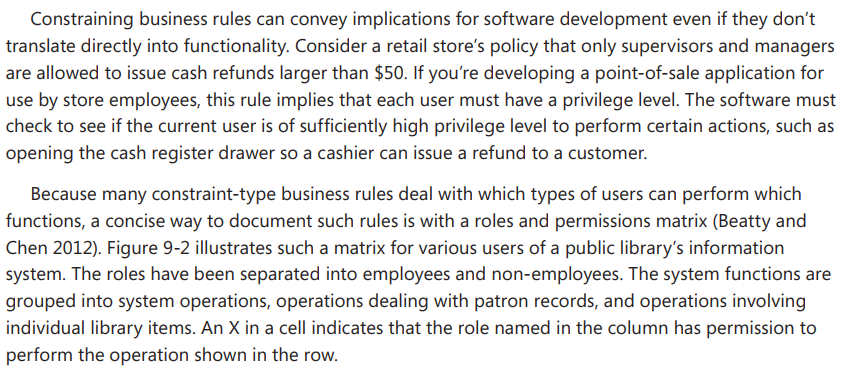 Constraining business rules can convey implications for software development even if they don’t
translate directly into functionality. Consider a retail store’s policy that only supervisors and managers
are allowed to issue cash refunds larger than $50. If you’re developing a point-of-sale application for
use by store employees, this rule implies that each user must have a privilege level. The software must
check to see if the current user is of sufficiently high privilege level to perform certain actions, such as
opening the cash register drawer so a cashier can issue a refund to a customer.
Because many constraint-type business rules deal with which types of users can perform which
functions, a concise way to document such rules is with a roles and permissions matrix (Beatty and
Chen 2012). Figure 9-2 illustrates such a matrix for various users of a public library’s information
system. The roles have been separated into employees and non-employees. The system functions are
grouped into system operations, operations dealing with patron records, and operations involving
individual library items. An X in a cell indicates that the role named in the column has permission to
perform the operation shown in the row.